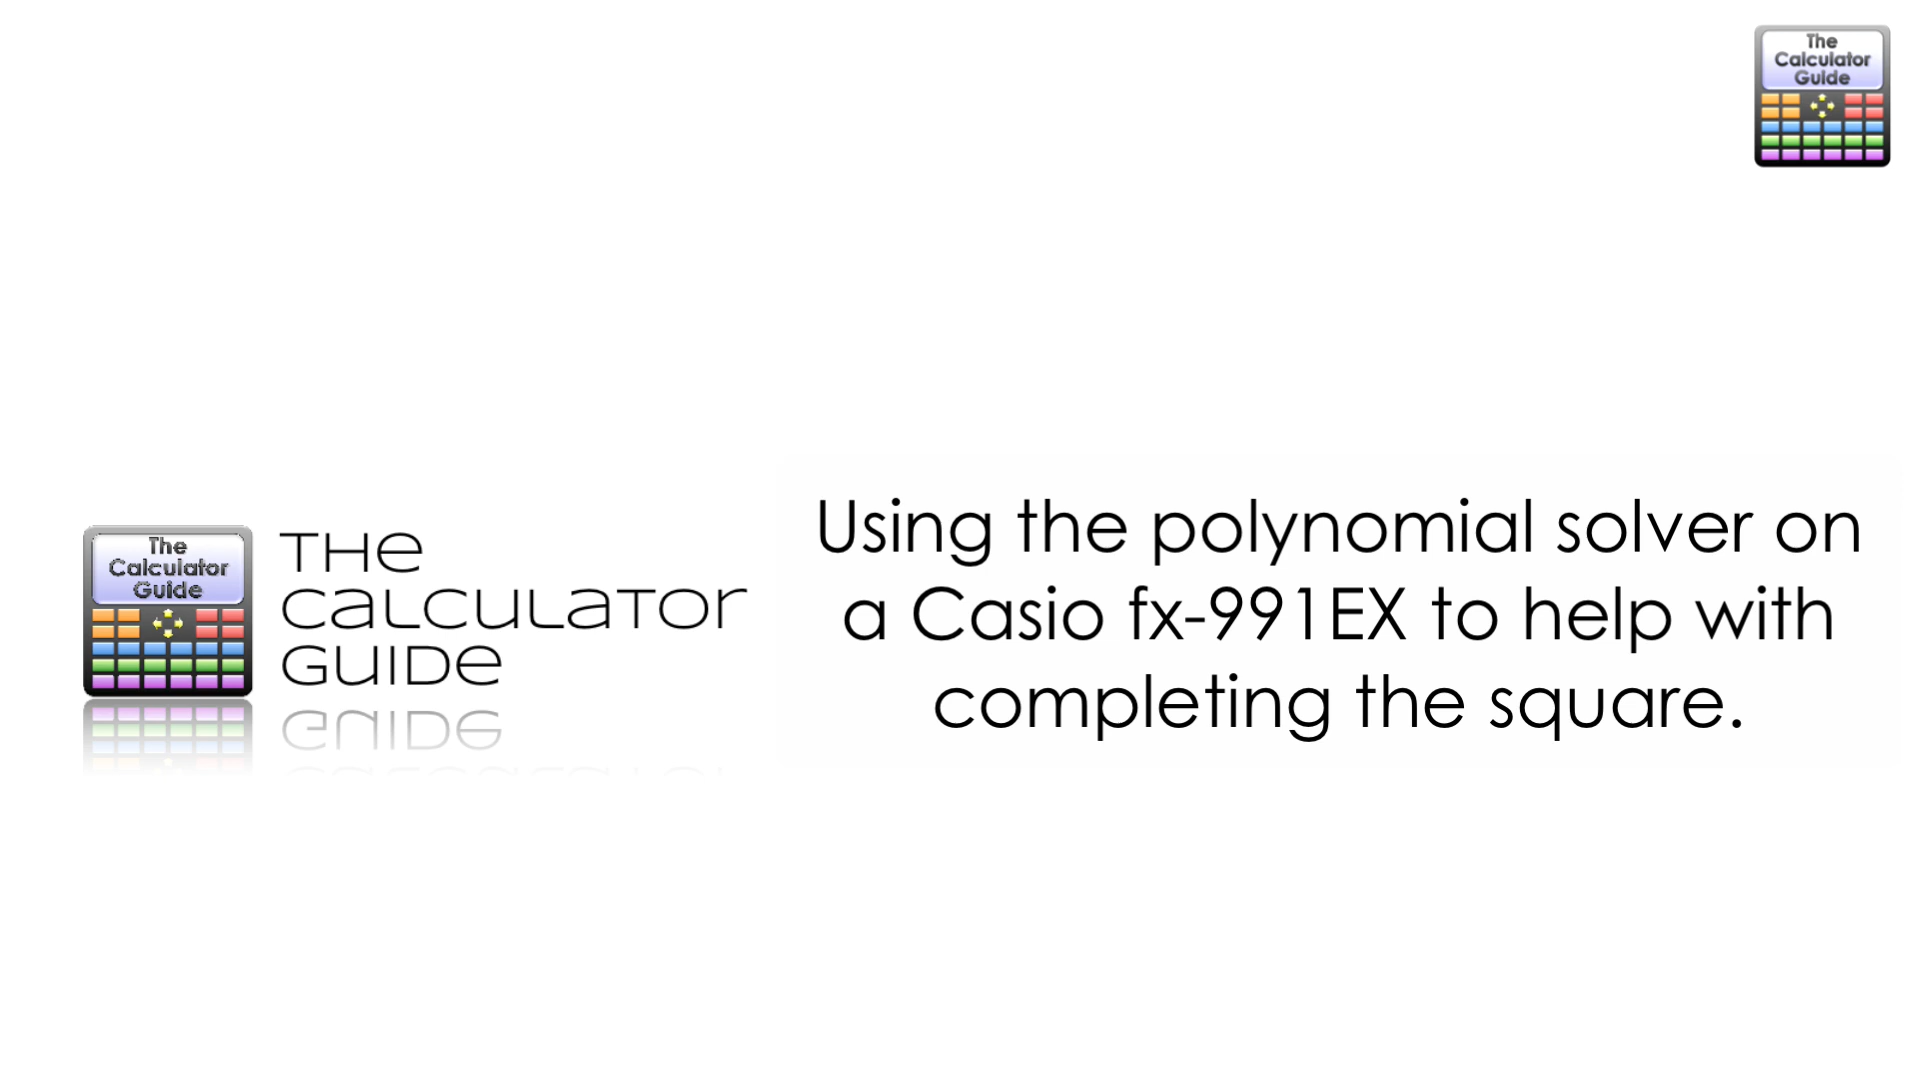 The
Calculator
Guide
The
Calculator
Guide
THe
CaLCULaTOr
GUIDe
Using the polynomial solver on
a Casio fx-991EX to help with
completing the square.